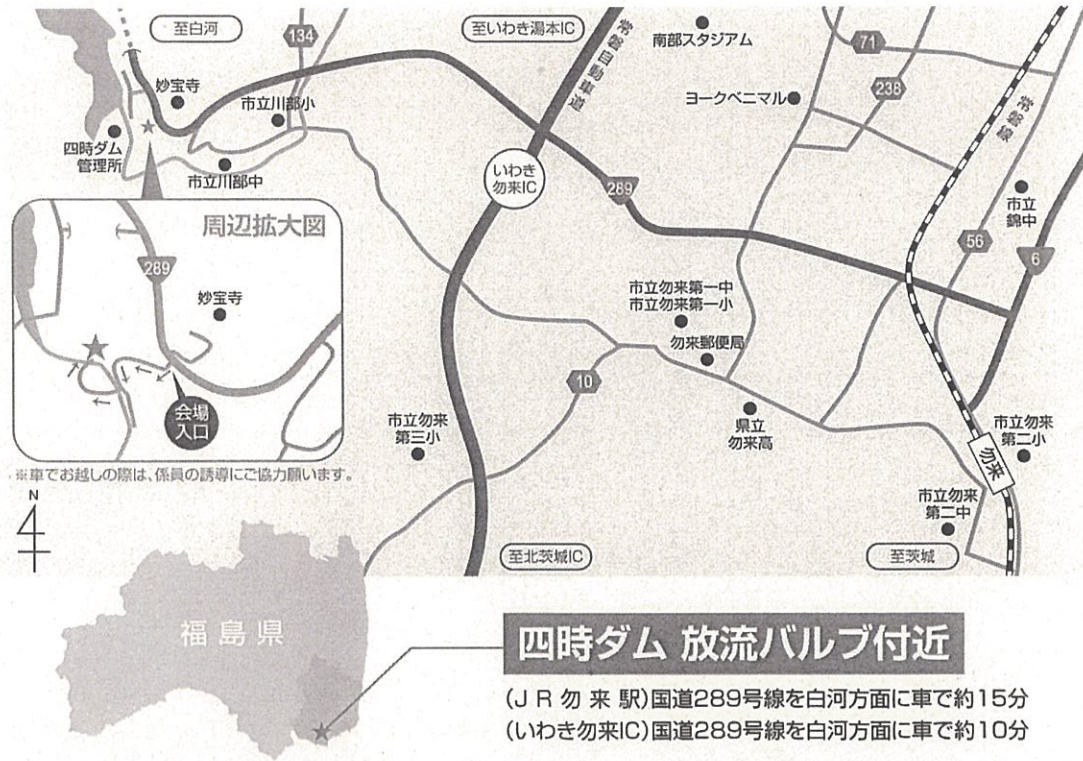 至白河
134
至いわき湯本IC
常磐自動車道
南部スタジアム
71
妙宝寺
市立川部小
ヨークベニマル
238
常磐線
四時ダム
管理所
市立川部中
いわき
勿来IC
289
市立
錦中
周辺拡大図
56
6
289
妙宝寺
市立勿来第一中
市立勿来第一小
勿来郵便局
10
会場
入口
市立勿来
第三小
県立
勿来高
勿来
市立勿来
第二小
※車でお越しの際は、係員の誘導にご協力願います。
市立勿来
第二中
N
4
至北茨城IC
至茨城
福島県
四時ダム 放流バルブ付近
(JR勿来駅)国道289号線を白河方面に車で約15分
(いわき勿来IC)国道289号線を白河方面に車で約10分